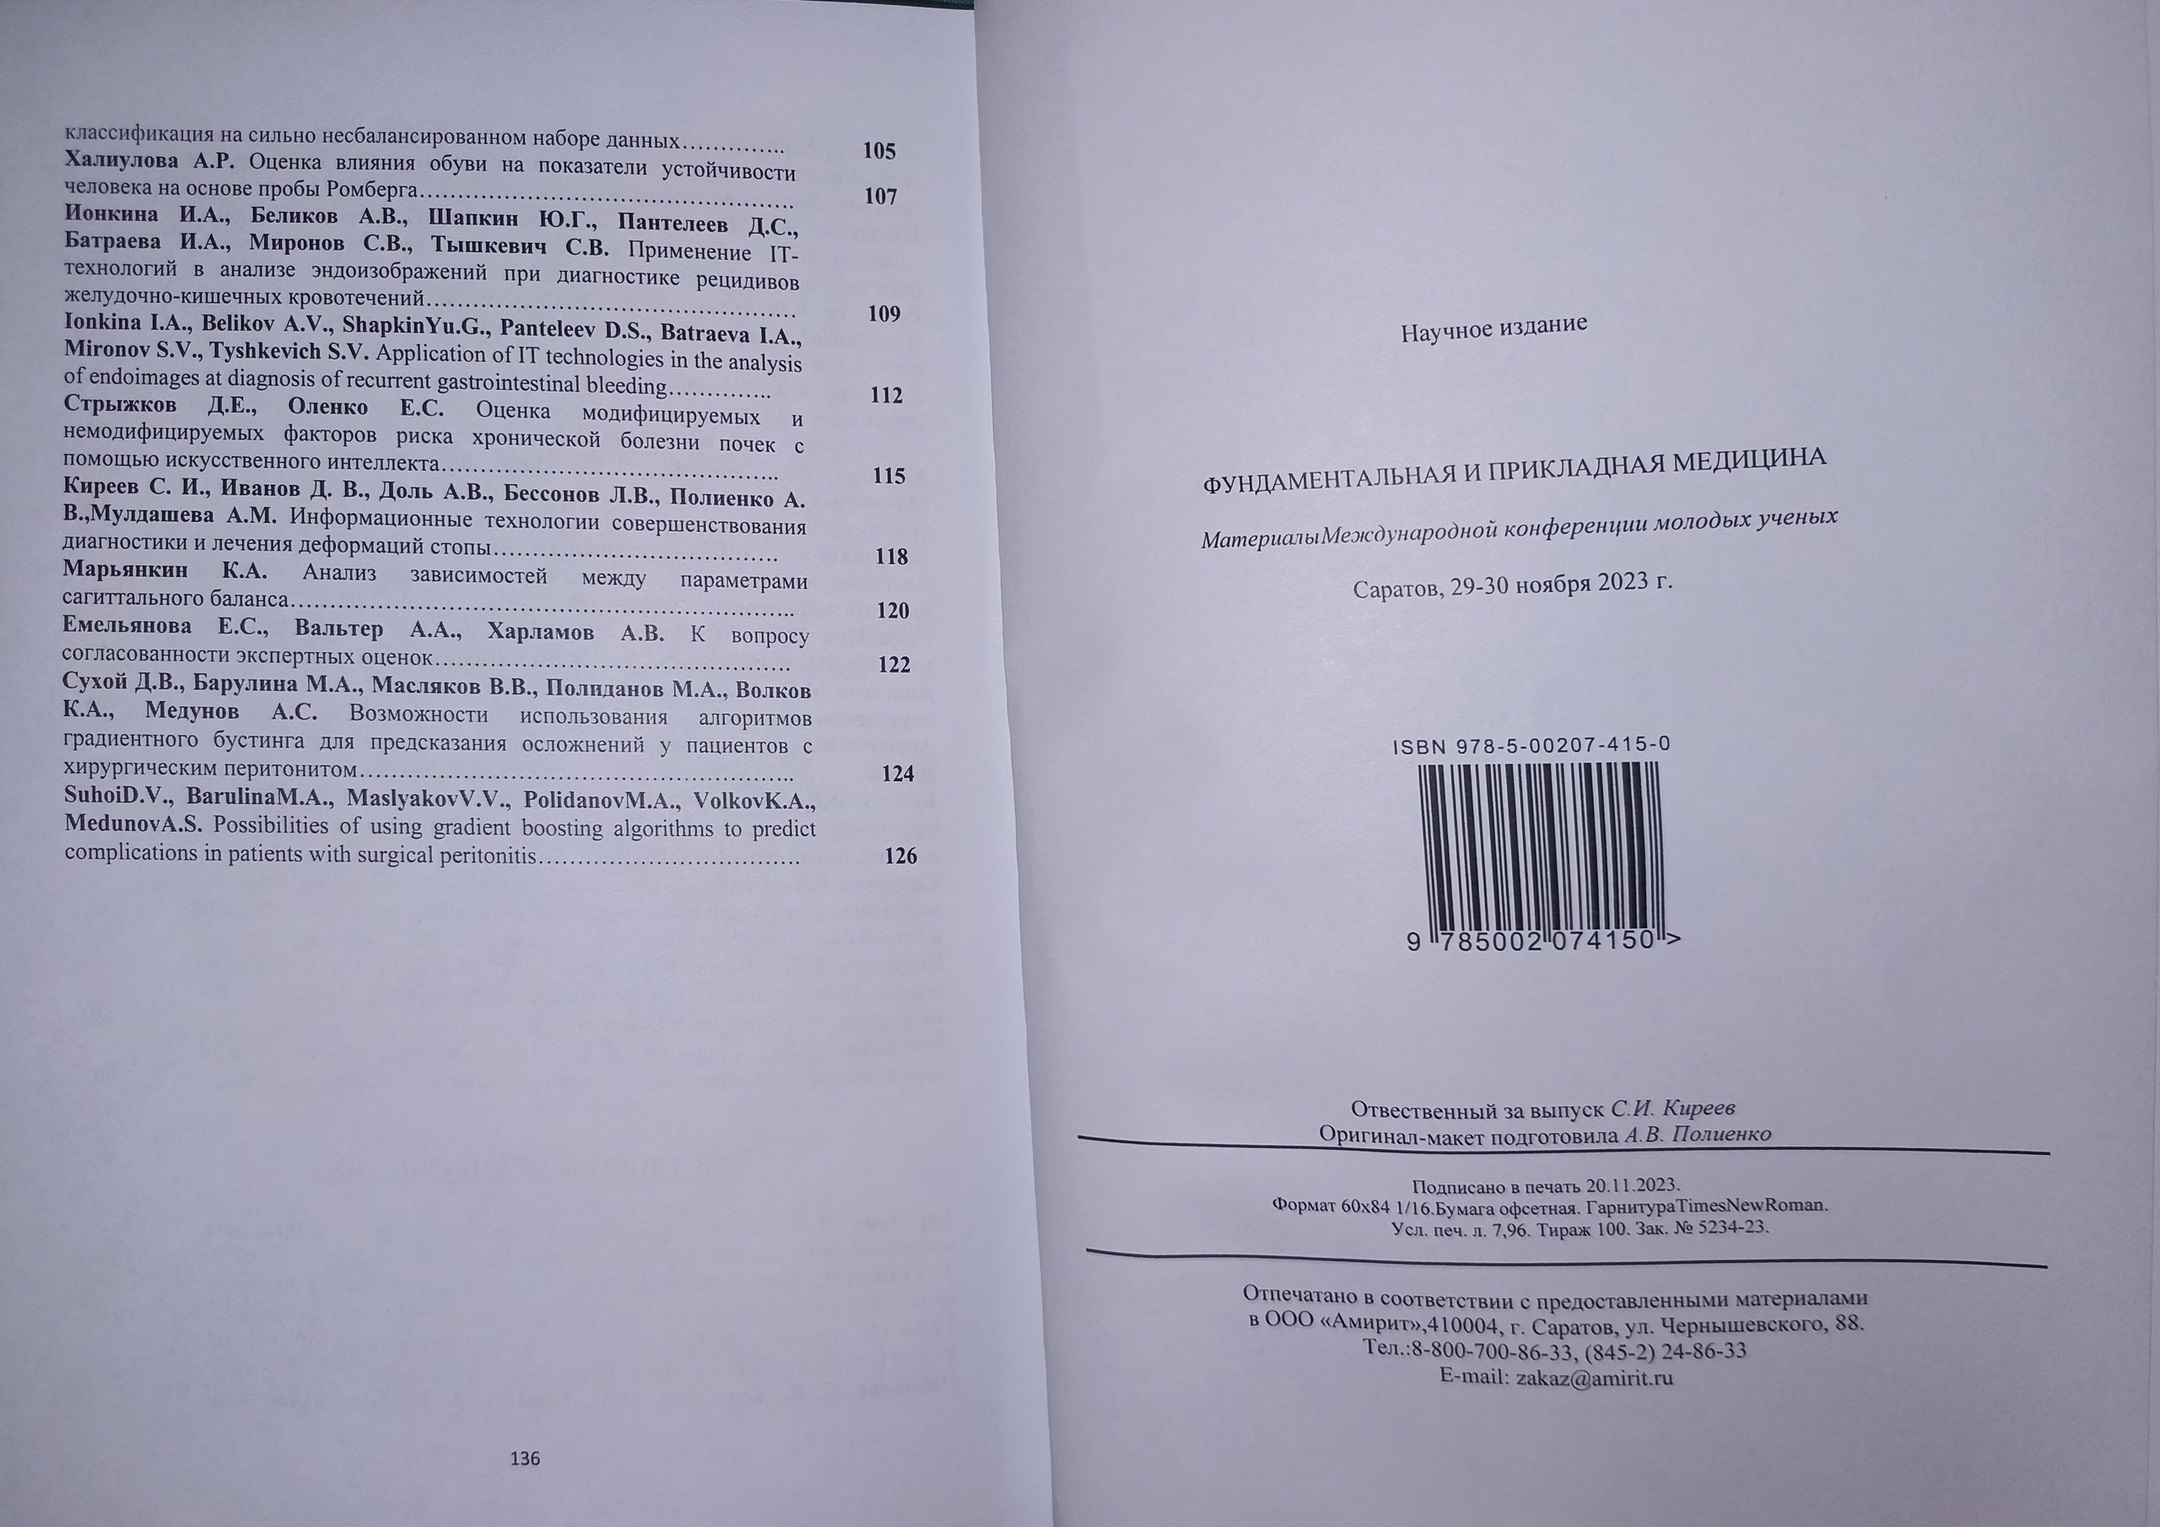 классификация на сильно несбалансированном наборе данных.............. 105
Халиулова А.Р. Оценка влияния обуви на показатели устойчивости
человека на основе пробы Ромберга.................................................. 107
Ионкина И.А., Беликов А.В., Шапкин Ю.Г., Пантелеев Д.С.,
Батраева И.А., Миронов С.В., Тышкевич С.В. Применение IT-
технологий в анализе эндоизображений при диагностике рецидивов
желудочно-кишечных кровотечений.................................................. 109
Ionkina I.A., Belikov A.V., ShapkinYu.G., Panteleev D.S., Batraeva I.A.,
Mironov S.V., Tyshkevich S.V. Application of IT technologies in the analysis
of endoimages at diagnosis of recurrent gastrointestinal bleeding.............. 112
Стрыжков Д.Е., Оленко Е.С. Оценка модифицируемых и
немодифицируемых факторов риска хронической болезни почек с
помощью искусственного интеллекта............................................. 115
Киреев С. И., Иванов Д. В., Доль А.В., Бессонов Л.В., Полиенко А.
В.,Мулдашева А.М. Информационные технологии совершенствования
диагностики и лечения деформаций стопы...................................... 118
Марьянкин К.А. Анализ зависимостей между параметрами
сагиттального баланса.................................................................... 120
Емельянова Е.С., Вальтер А.А., Харламов А.В. К вопросу
согласованности экспертных оценок............................................... 122
Сухой Д.В., Барулина М.А., Масляков В.В., Полиданов М.А., Волков
К.А., Медунов А.С. Возможности использования алгоритмов
градиентного бустинга для предсказания осложнений у пациентов с
хирургическим перитонитом.......................................................... 124
SuhoiD.V., BarulinaM.A., MaslyakovV.V., PolidanovM.A., VolkovK.A.,
MedunovA.S. Possibilities of using gradient boosting algorithms to predict
complications in patients with surgical peritonitis................................... 126
136
Научное издание
ФУНДАМЕНТАЛЬНАЯ И ПРИКЛАДНАЯ МЕДИЦИНА
МатериалыМеждународной конференции молодых ученых
Саратов, 29-30 ноября 2023 г.
ISBN 978-5-00207-415-0
9 785002 074150 >
Отвественный за выпуск С.И. Киреев
Оригинал-макет подготовила А.В. Полиенко
Подписано в печать 20.11.2023.
Формат 60х84 1/16.Бумага офсетная. ГарнитураTimesNewRoman.
Усл. печ. л. 7,96. Тираж 100. Зак. № 5234-23.
Отпечатано в соответствии с предоставленными материалами
в ООО «Амирит»,410004, г. Саратов, ул. Чернышевского, 88.
Тел.:8-800-700-86-33, (845-2) 24-86-33
E-mail: zakaz@amirit.ru